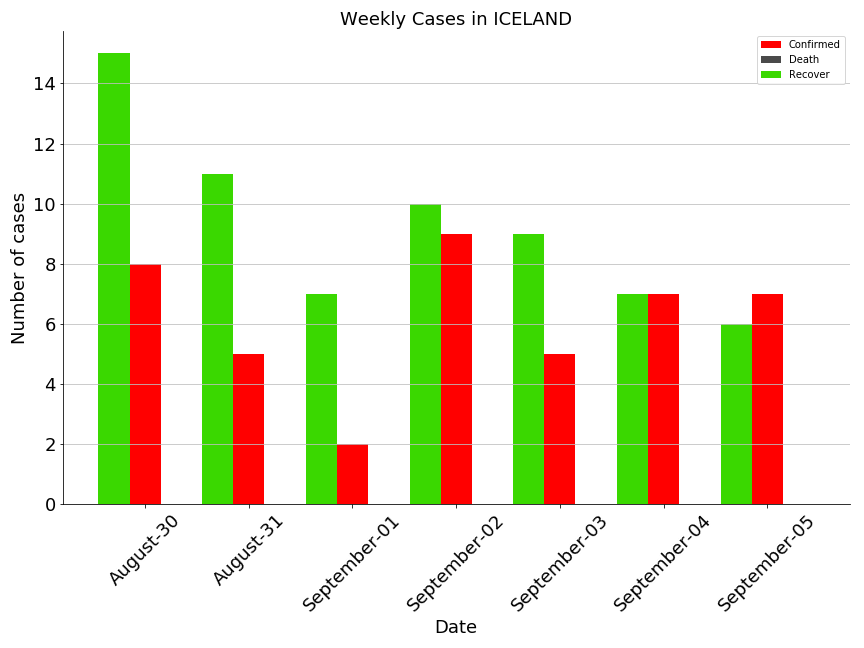 Weekly Cases in ICELAND
Confirmed
Death
Recover
Number of cases
14
12
10
8
6
4
2
0
August-30
August-31
September-01
September-02
September-03
September-04
September-05
Date